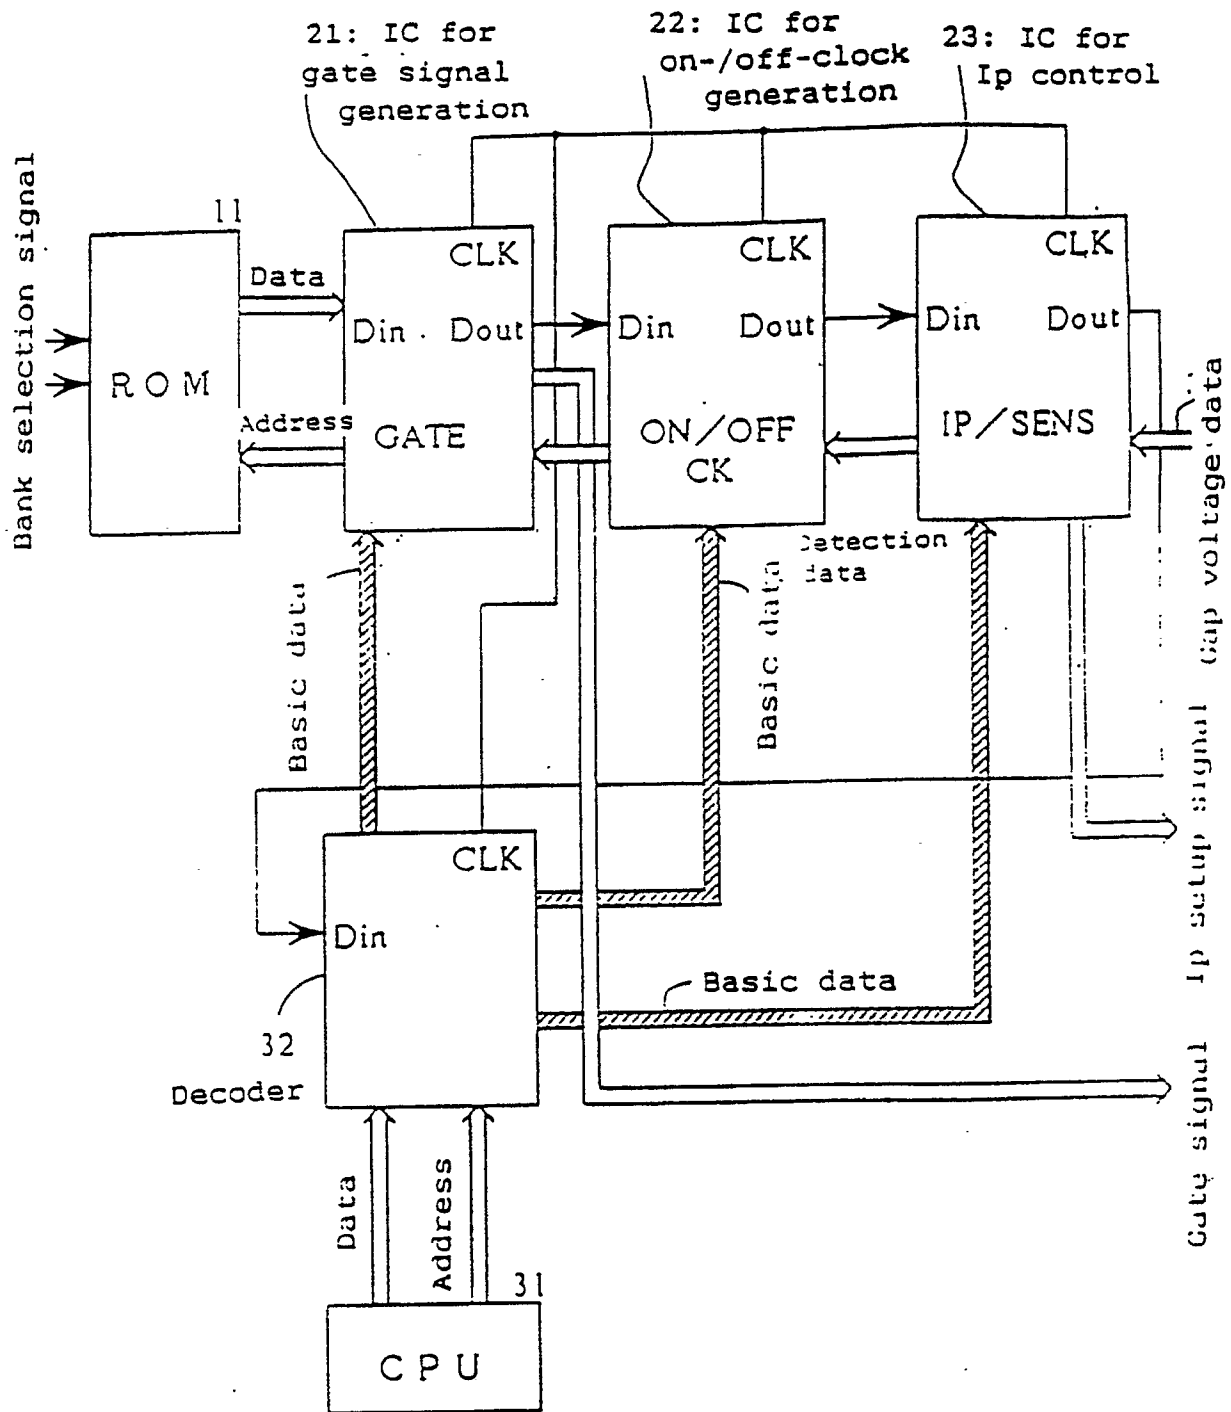 21: IC for
gate signal
generation
22: IC for
on-/off-clock
generation
23: IC for
Ip control
Bank selection signal
11
ROM
Data
Address
CLK
Din
Dout
GATE
CLK
Din
Dout
ON/OFF
CK
CLK
Din
Dout
IP/SENS
Gap voltage data
Detection
data
Basic data
Basic data
Basic data
Ip setup signal
Gate signal
CLK
Din
32
Decoder
Data
Address
31
CPU